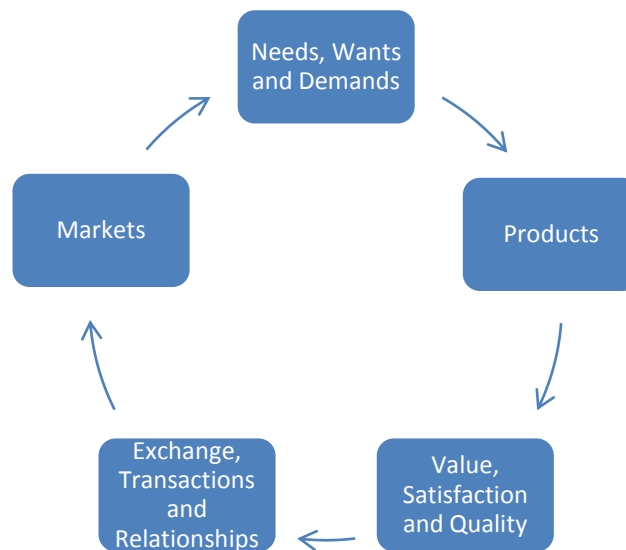 Needs, Wants
and Demands
Products
Value,
Satisfaction
and Quality
Exchange,
Transactions
and
Relationships
Markets